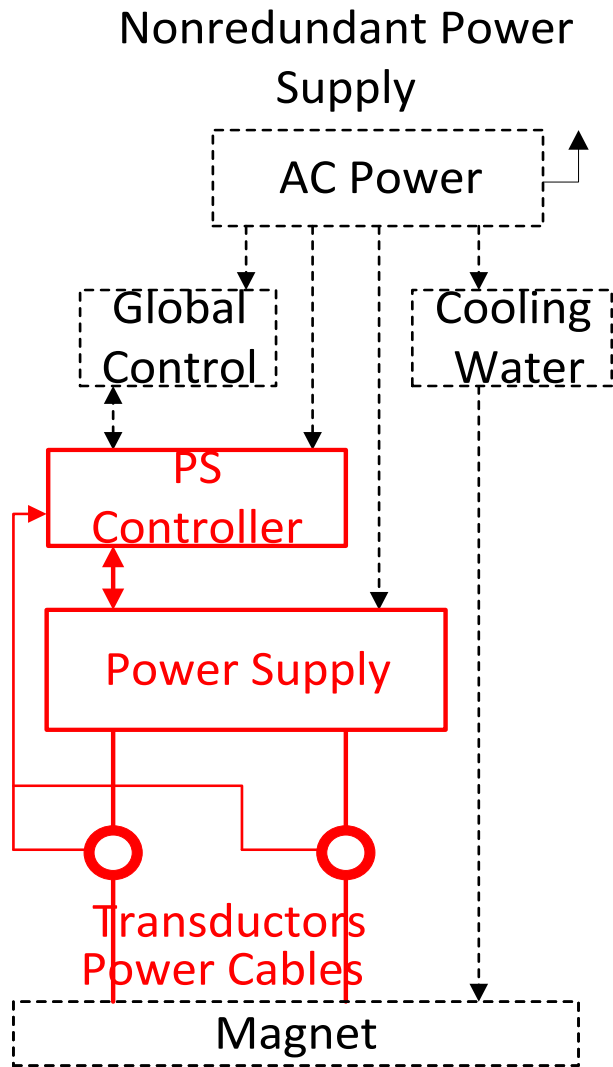 Nonredundant Power
Supply
AC Power
Global
Control
Cooling
Water
PS
Controller
Power Supply
Transductors
Power Cables
Magnet